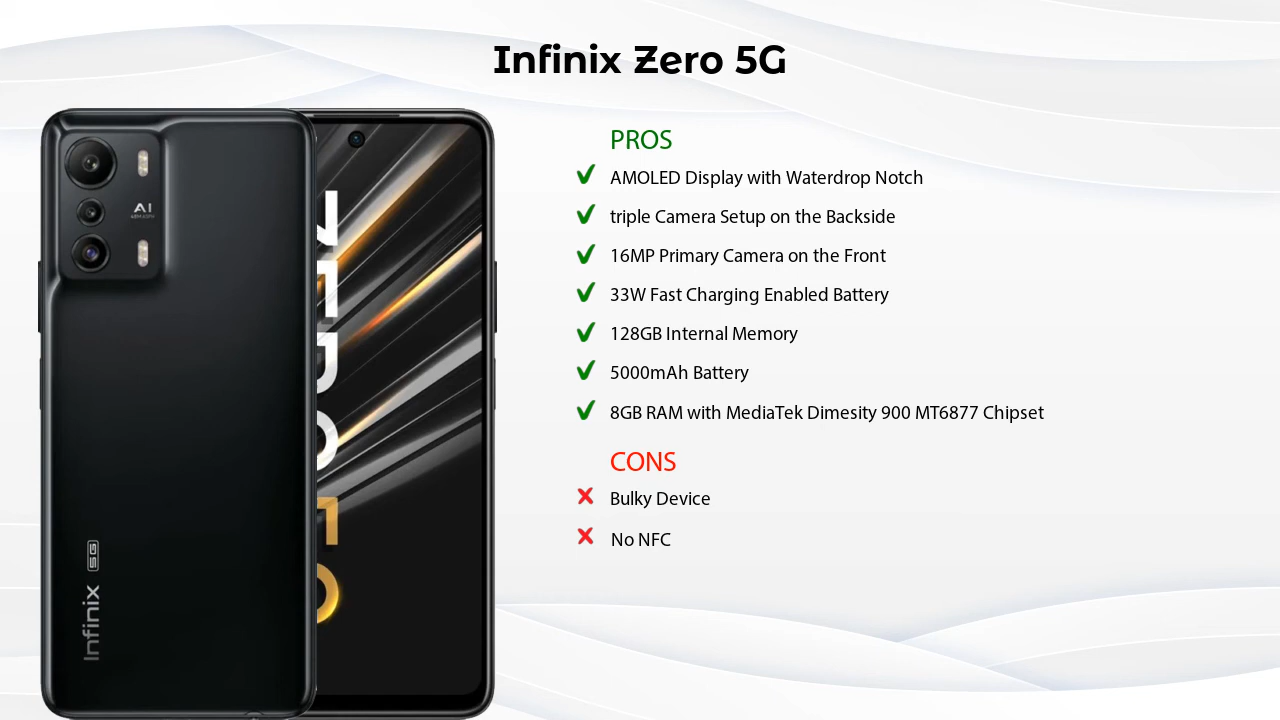 Infinix Zero 5G
PROS
AMOLED Display with Waterdrop Notch
triple Camera Setup on the Backside
16MP Primary Camera on the Front
33W Fast Charging Enabled Battery
128GB Internal Memory
5000mAh Battery
8GB RAM with MediaTek Dimesity 900 MT6877 Chipset
CONS
Bulky Device
No NFC
AI
Infinix 5G
ZERO 5G